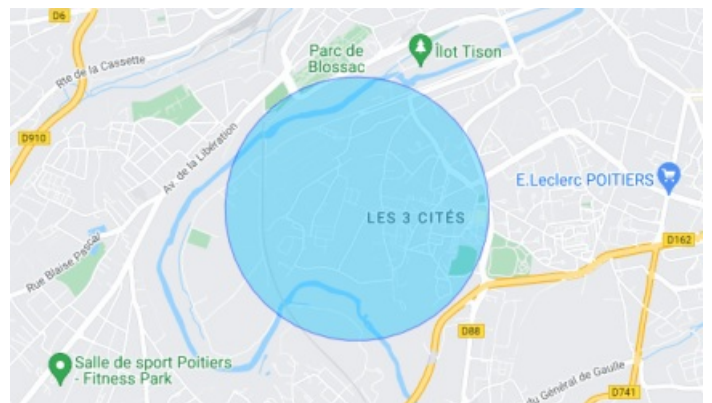 D6
Parc de
Blossac
Îlot Tison
Rte de la Cassette
D910
Av. de la Libération
E.Leclerc POITIERS
LES 3 CITÉS
D162
Rue Blaise Pascal
D88
Salle de sport Poitiers
- Fitness Park
du Général de Gaulle
D741